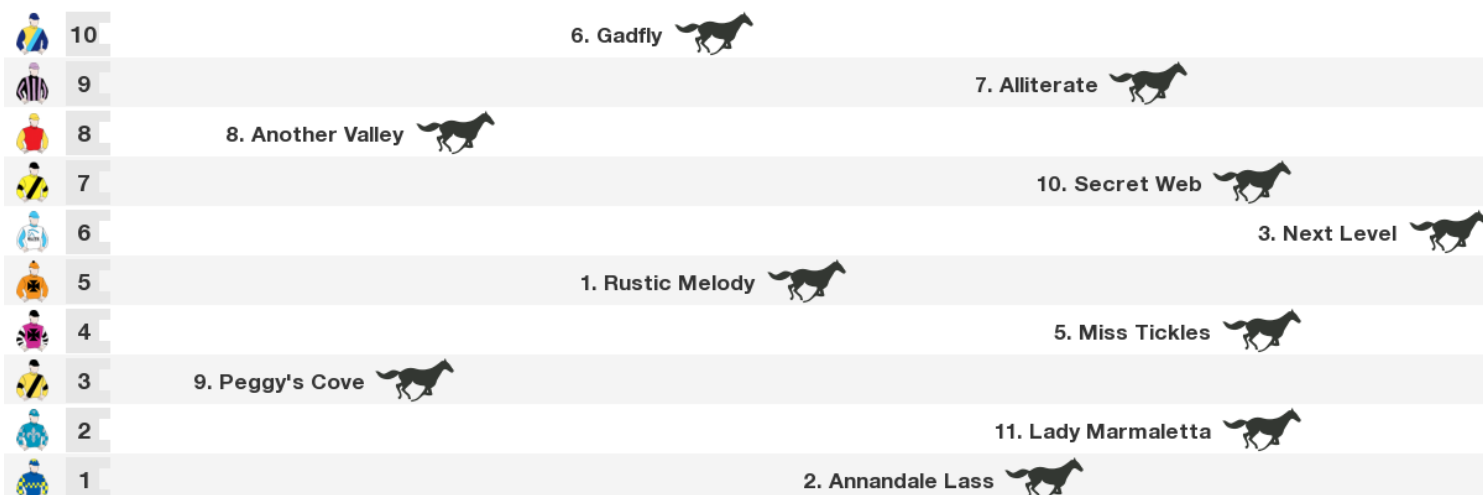 10 6. Gadfly
9 7. Alliterate
8 8. Another Valley
7 10. Secret Web
6 3. Next Level
5 1. Rustic Melody
4 5. Miss Tickles
3 9. Peggy's Cove
2 11. Lady Marmaletta
1 2. Annandale Lass